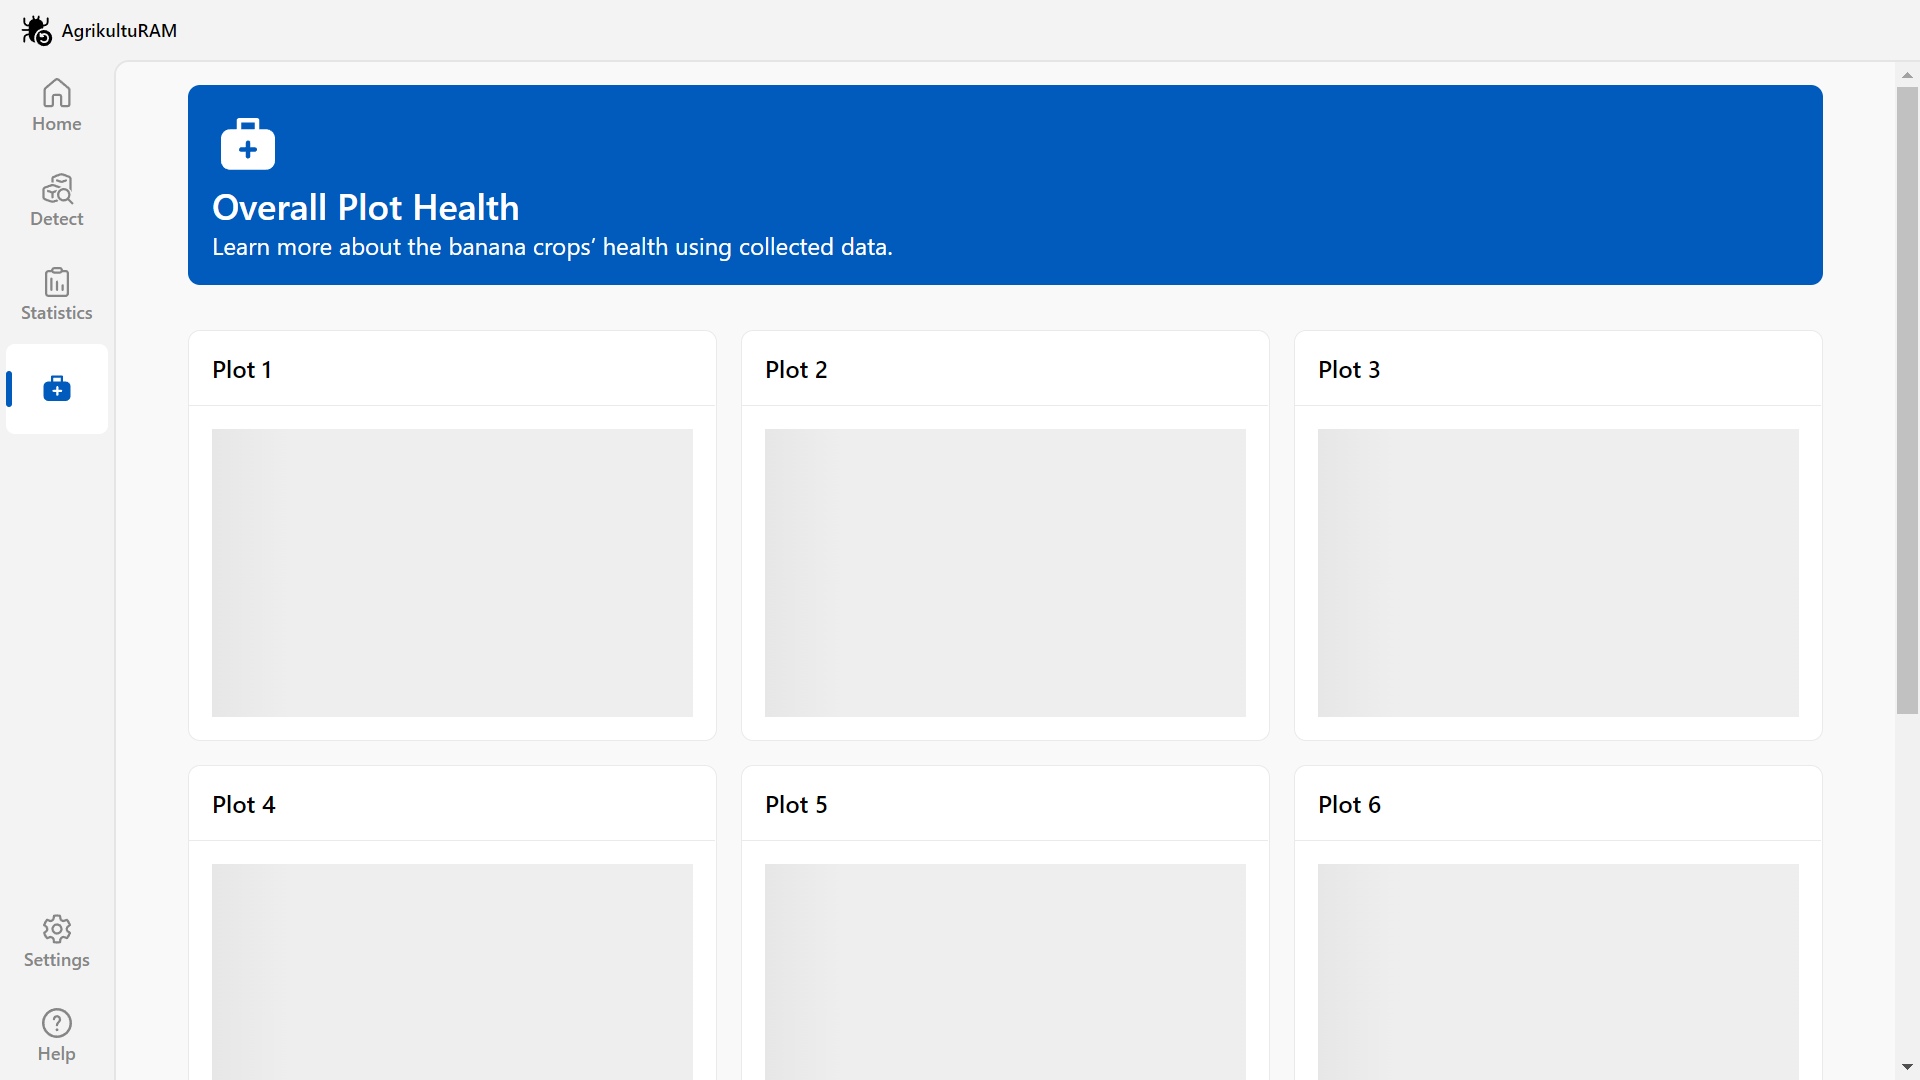 AgrikultuRAM
Home
Detect
Statistics
Settings
Help
Overall Plot Health
Learn more about the banana crops’ health using collected data.
Plot 1
Plot 2
Plot 3
Plot 4
Plot 5
Plot 6